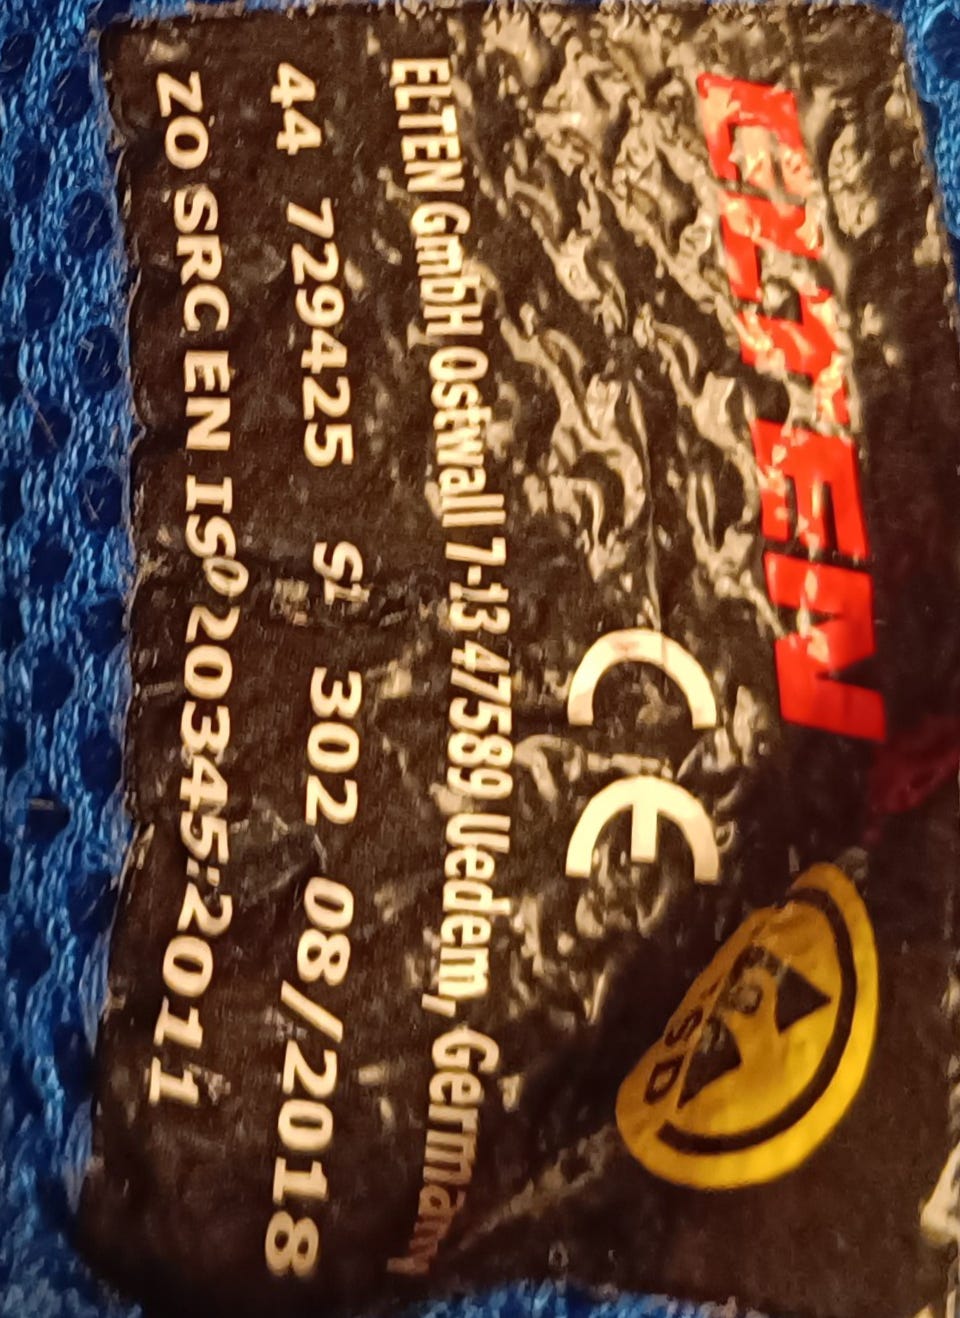 ELTEN
CE
ESD
ELTEN GmbH Ostwall 7-13 47589 Uedem, Germany
44 729425 S1 302 08/2018
20 SRC EN ISO 20345:2011